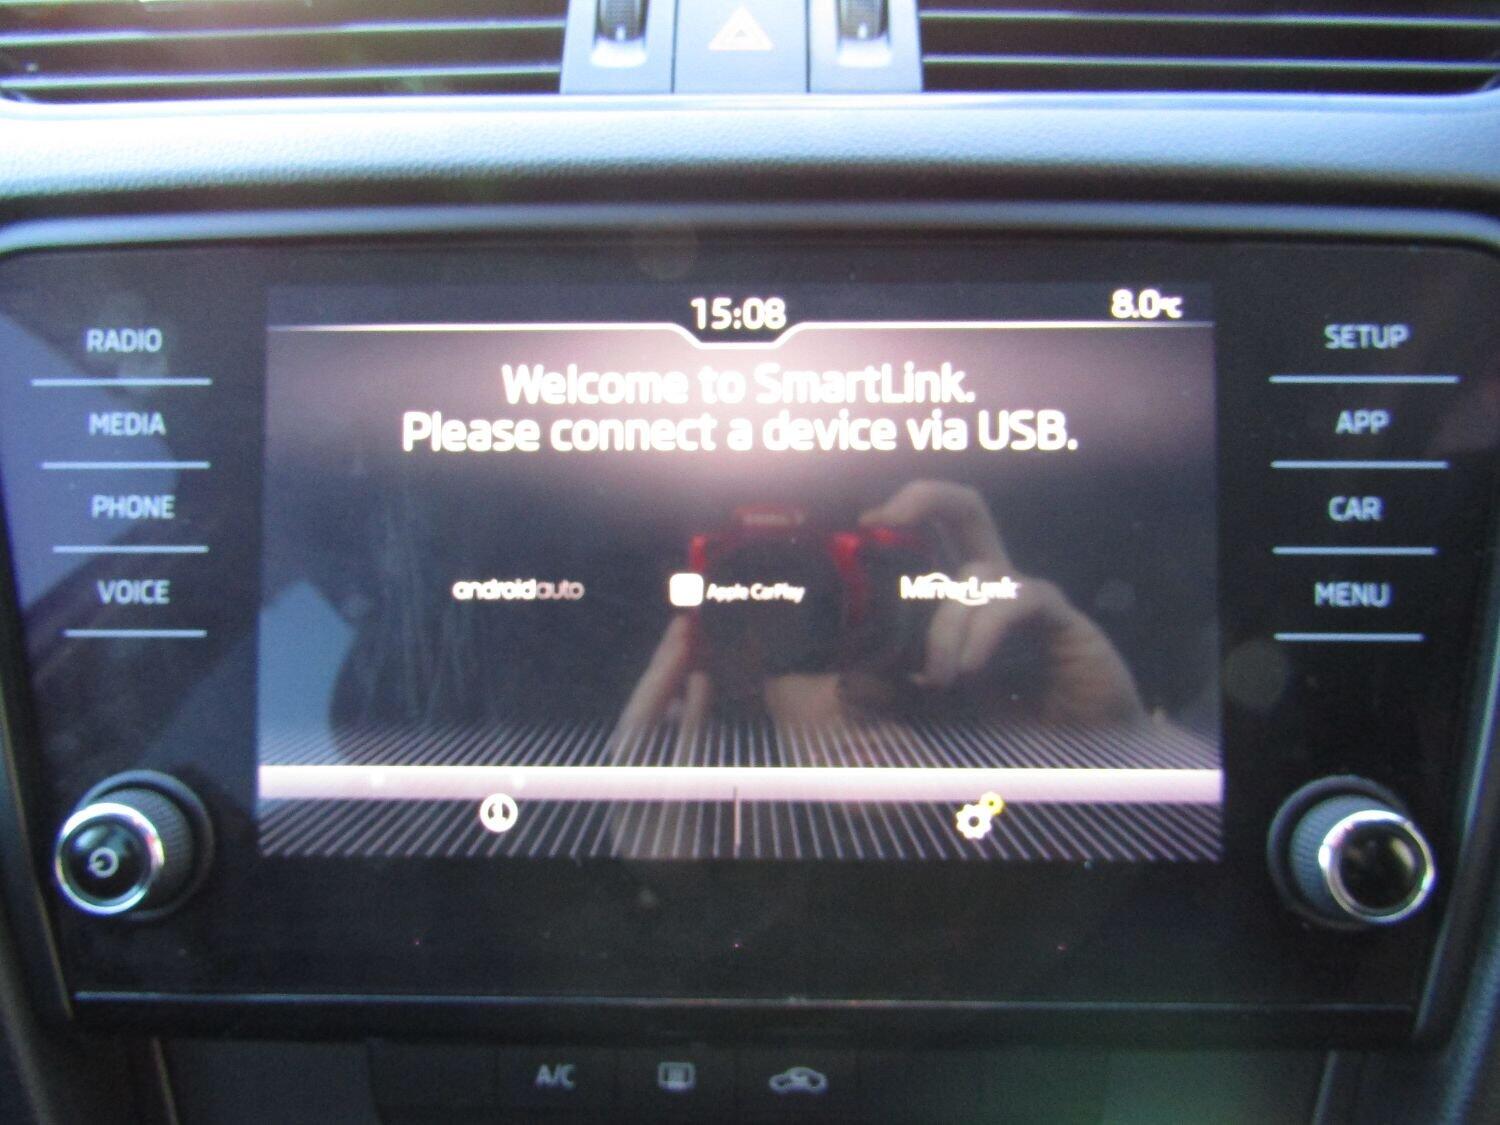 15:08
8.0°C
RADIO
MEDIA
PHONE
VOICE
Welcome to SmartLink.
Please connect a device via USB.
androidauto
Apple CarPlay
MirrorLink
SETUP
APP
CAR
MENU
A/C